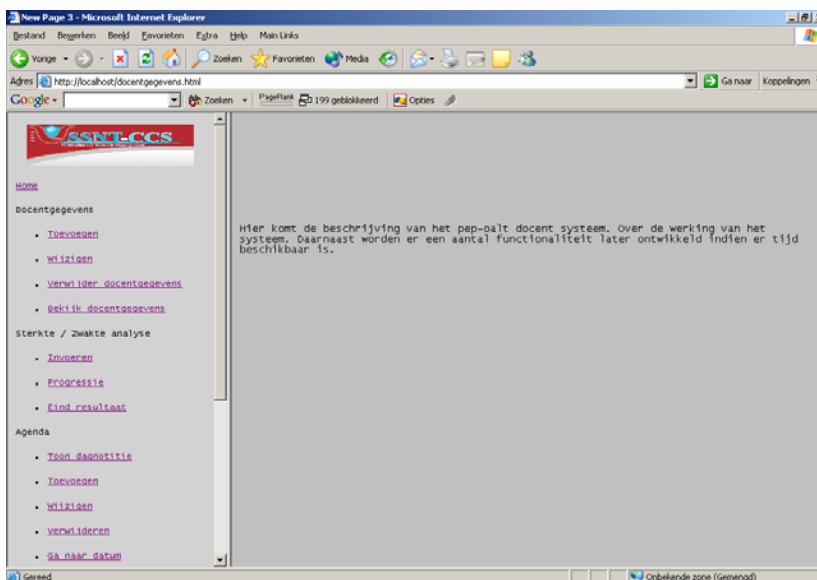 New Page 3 - Microsoft Internet Explorer
Bestand Bewerken Beeld Favorieten Extra Help Main Links
Vorige Zoeken Favorieten Media
Adres http://localhost/docentgegevens.html Ga naar Koppelingen
Google Zoeken PageRank 199 geblokkeerd Opties
SSNT-CCS
Home
Docentgegevens
Toevoegen
Wijzigen
Verwijder docentgegevens
Bekijk docentgegevens
Sterkte / Zwakte analyse
Invoeren
Progressie
Eind resultaat
Agenda
Toon dagnotitie
Toevoegen
Wijzigen
Verwijderen
Ga naar datum
Hier komt de beschrijving van het pep-oalt docent systeem. Over de werking van het
systeem. Daarnaast worden er een aantal functionaliteit later ontwikkeld indien er tijd
beschikbaar is.
Gereed Onbekende zone (Gemengd)